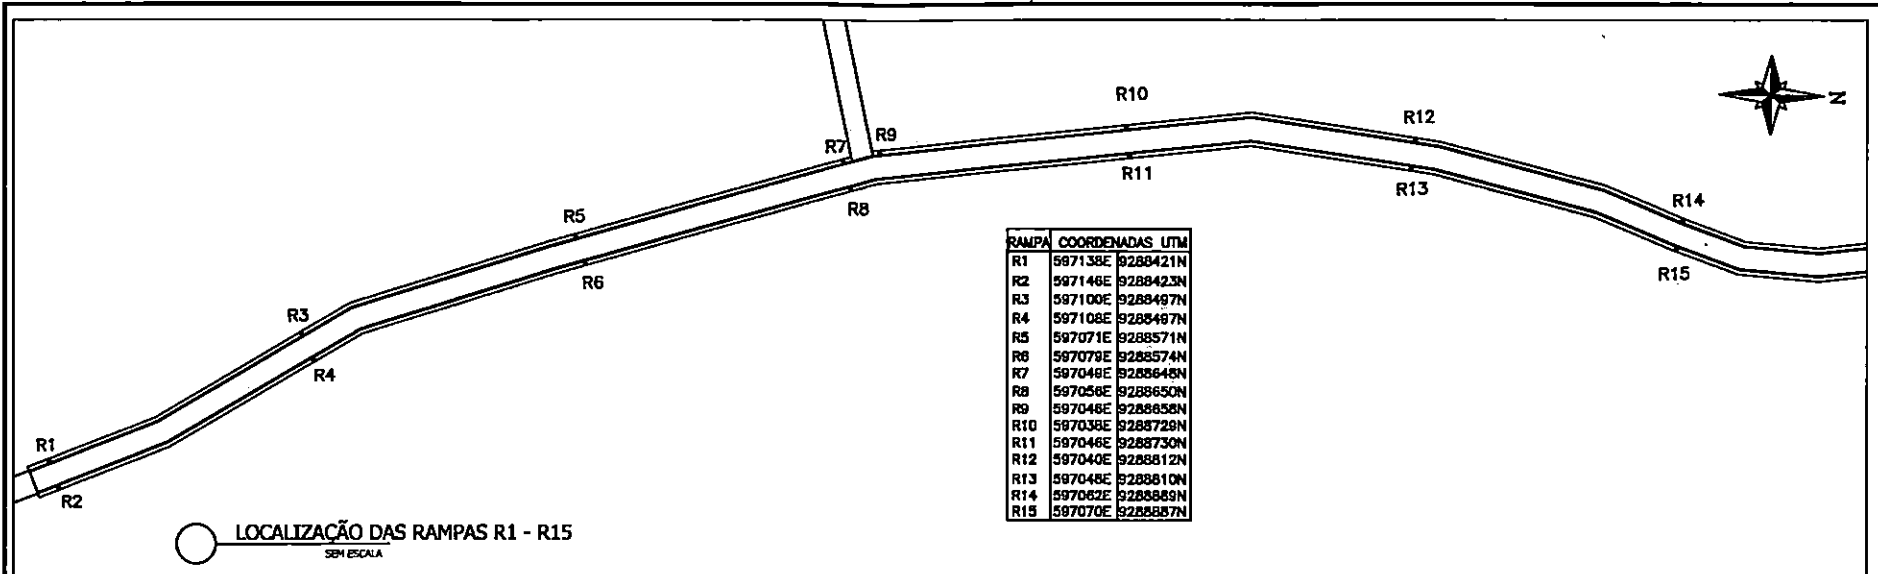 R10
N
R12
R9
R7
R11
R13
R14
R5
R8
R15
R6
R3
R4
R1
R2
RAMPA COORDENADAS UTM
R1 597138E 9288421N
R2 597146E 9288423N
R3 597100E 9288497N
R4 597108E 9288497N
R5 597071E 9288571N
R6 597079E 9288574N
R7 597049E 9288648N
R8 597056E 9288650N
R9 597046E 9288658N
R10 597038E 9288729N
R11 597046E 9288730N
R12 597040E 9288812N
R13 597048E 9288810N
R14 597062E 9288889N
R15 597070E 9288887N
LOCALIZAÇÃO DAS RAMPAS R1 - R15
SEM ESCALA